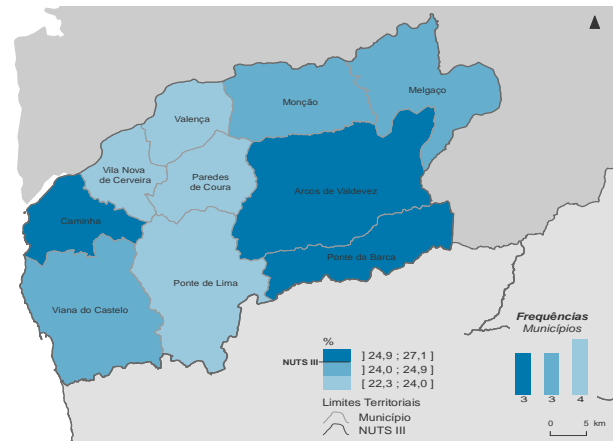 Melgaço
Monção
Valença
Vila Nova
de Cerveira
Paredes
de Coura
Arcos de Valdevez
Caminha
Ponte da Barca
Ponte de Lima
Viana do Castelo
%
NUTS III
] 24,9 ; 27,1 ]
] 24,0 ; 24,9 ]
[ 22,3 ; 24,0 ]
Limites Territoriais
Município
NUTS III
Frequências
Municípios
3 3 4
0 5 km